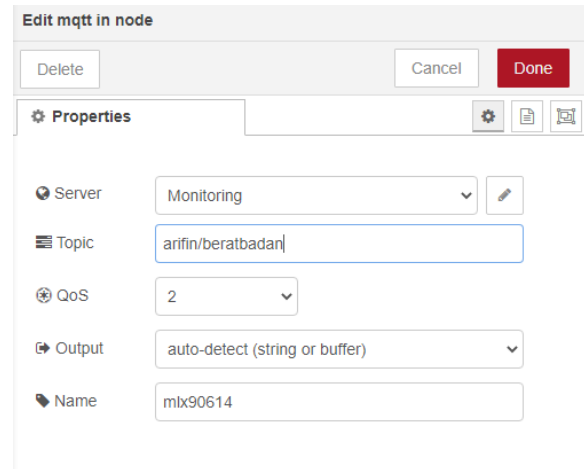 Edit mqtt in node
Delete Cancel Done
Properties
Server Monitoring
Topic arifin/beratbadan
QoS 2
Output auto-detect (string or buffer)
Name mlx90614